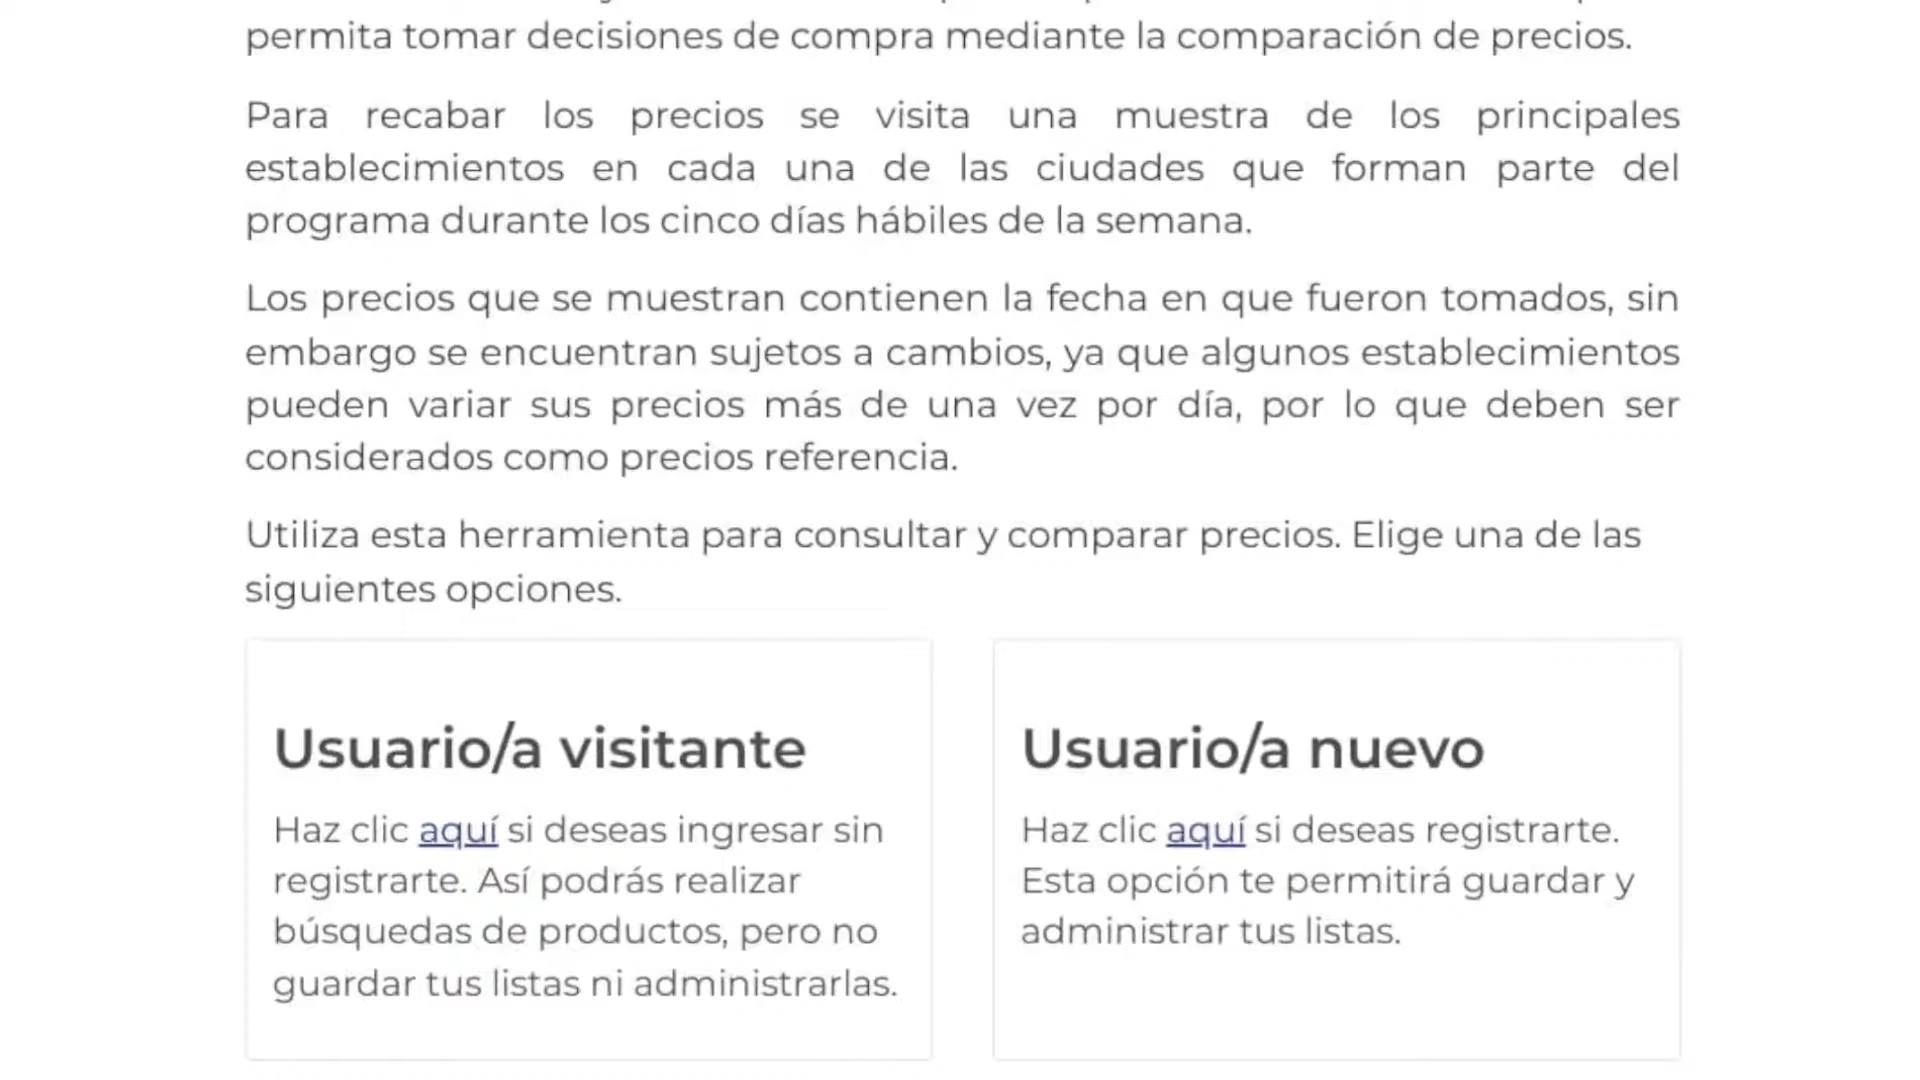 permita tomar decisiones de compra mediante la comparación de precios.
Para recabar los precios se visita una muestra de los principales
establecimientos en cada una de las ciudades que forman parte del
programa durante los cinco días hábiles de la semana.
Los precios que se muestran contienen la fecha en que fueron tomados, sin
embargo se encuentran sujetos a cambios, ya que algunos establecimientos
pueden variar sus precios más de una vez por día, por lo que deben ser
considerados como precios referencia.
Utiliza esta herramienta para consultar y comparar precios. Elige una de las
siguientes opciones.
Usuario/a visitante
Haz clic aquí si deseas ingresar sin
registrarte. Así podrás realizar
búsquedas de productos, pero no
guardar tus listas ni administrarlas.
Usuario/a nuevo
Haz clic aquí si deseas registrarte.
Esta opción te permitirá guardar y
administrar tus listas.